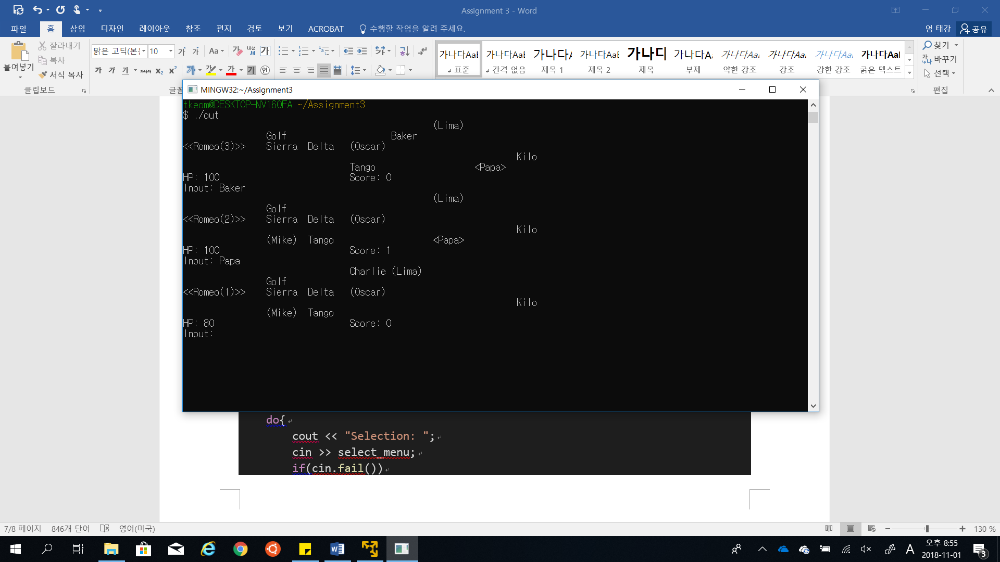 Assignment 3 - Word
파일 홈 삽입 디자인 레이아웃 참조 편지 검토 보기 ACROBAT 수행할 작업을 알려 주세요. 엄 태강 공유
붙여넣기
잘라내기
복사
서식 복사
클립보드
맑은 고딕(본 10
가나다AaE 가나다AaE 가나다 가나다AaE 가나다 가나다A 가나다Aa 가나다Aa 가나다Aa 가나다Aa
표준 간격 없음 제목 1 제목 2 제목 부제 약한 강조 강조 강한 강조 굵은 텍스트
찾기
바꾸기
선택
편집
MINGW32:~/Assignment3
tkeom@DESKTOP-NV160FA ~/Assignment3
$ ./out
(Lima)
Golf Baker
<<Romeo(3)>> Sierra Delta (Oscar)
Kilo
Tango <Papa>
HP: 100 Score: 0
Input: Baker
(Lima)
Golf
<<Romeo(2)>> Sierra Delta (Oscar)
Kilo
(Mike) Tango <Papa>
HP: 100 Score: 1
Input: Papa
Charlie (Lima)
Golf
<<Romeo(1)>> Sierra Delta (Oscar)
Kilo
(Mike) Tango
HP: 80 Score: 0
Input:
do{
cout << "Selection: ";
cin >> select_menu;
if(cin.fail())
7/8 페이지 846개 단어 영어(미국) 130 %
A 오후 8:55
2018-11-01
3